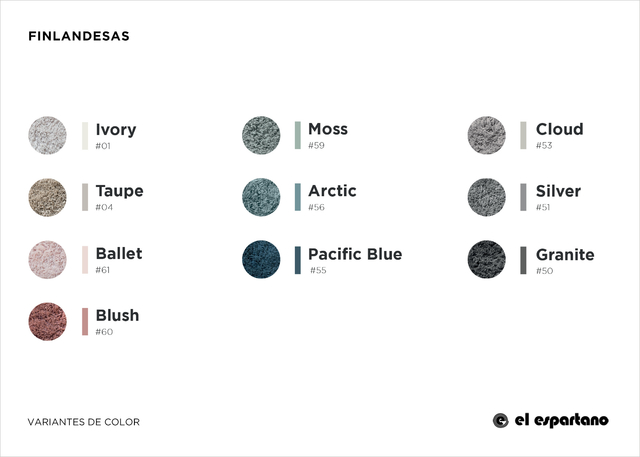 FINLANDESAS
Ivory
#01
Taupe
#04
Ballet
#61
Blush
#60
Moss
#59
Arctic
#56
Pacific Blue
#55
Cloud
#53
Silver
#51
Granite
#50
VARIANTES DE COLOR
e el espartano